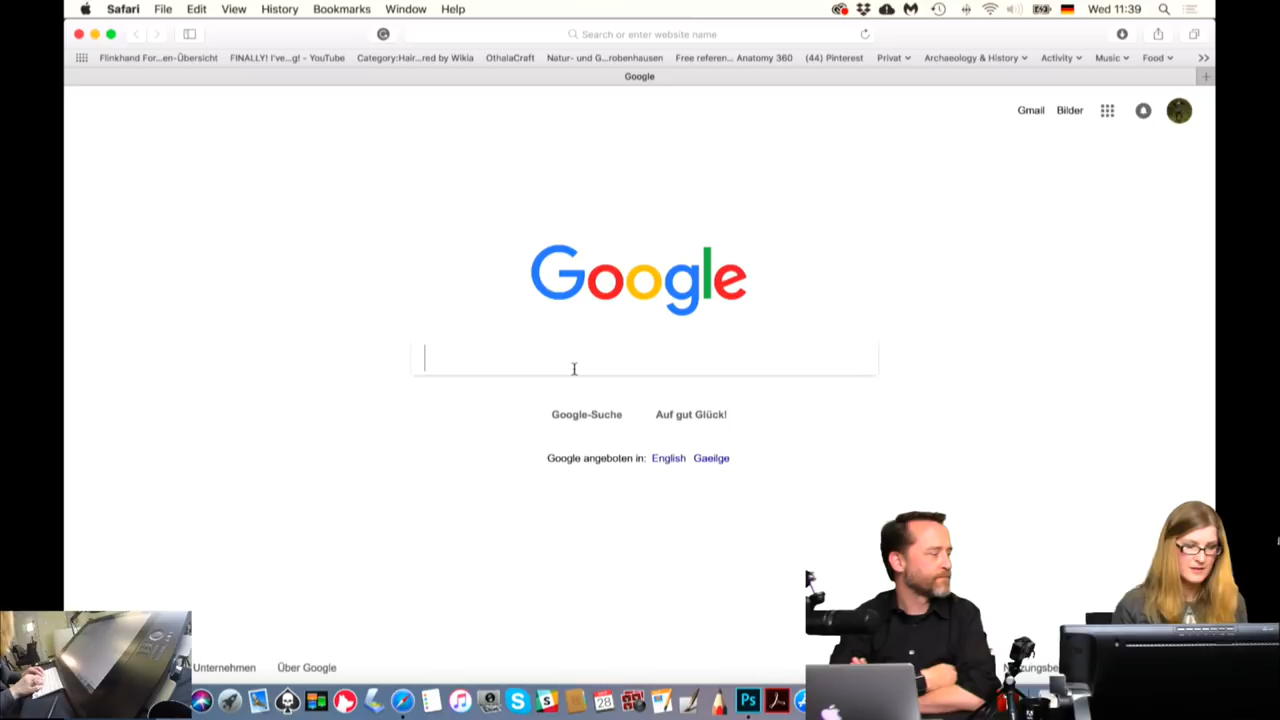 Safari File Edit View History Bookmarks Window Help Wed 11:39
Search or enter website name
Flinkhand For...en-Übersicht FINALLY! I've...g! - YouTube Category:Hair...red by Wikia OthalaCraft Natur- und G...robenhausen Free referen... Anatomy 360 (44) Pinterest Privat Archaeology & History Activity Music Food
Google
Gmail Bilder
Google
Google-Suche Auf gut Glück!
Google angeboten in: English Gaeilge
Unternehmen Über Google
28 Ps